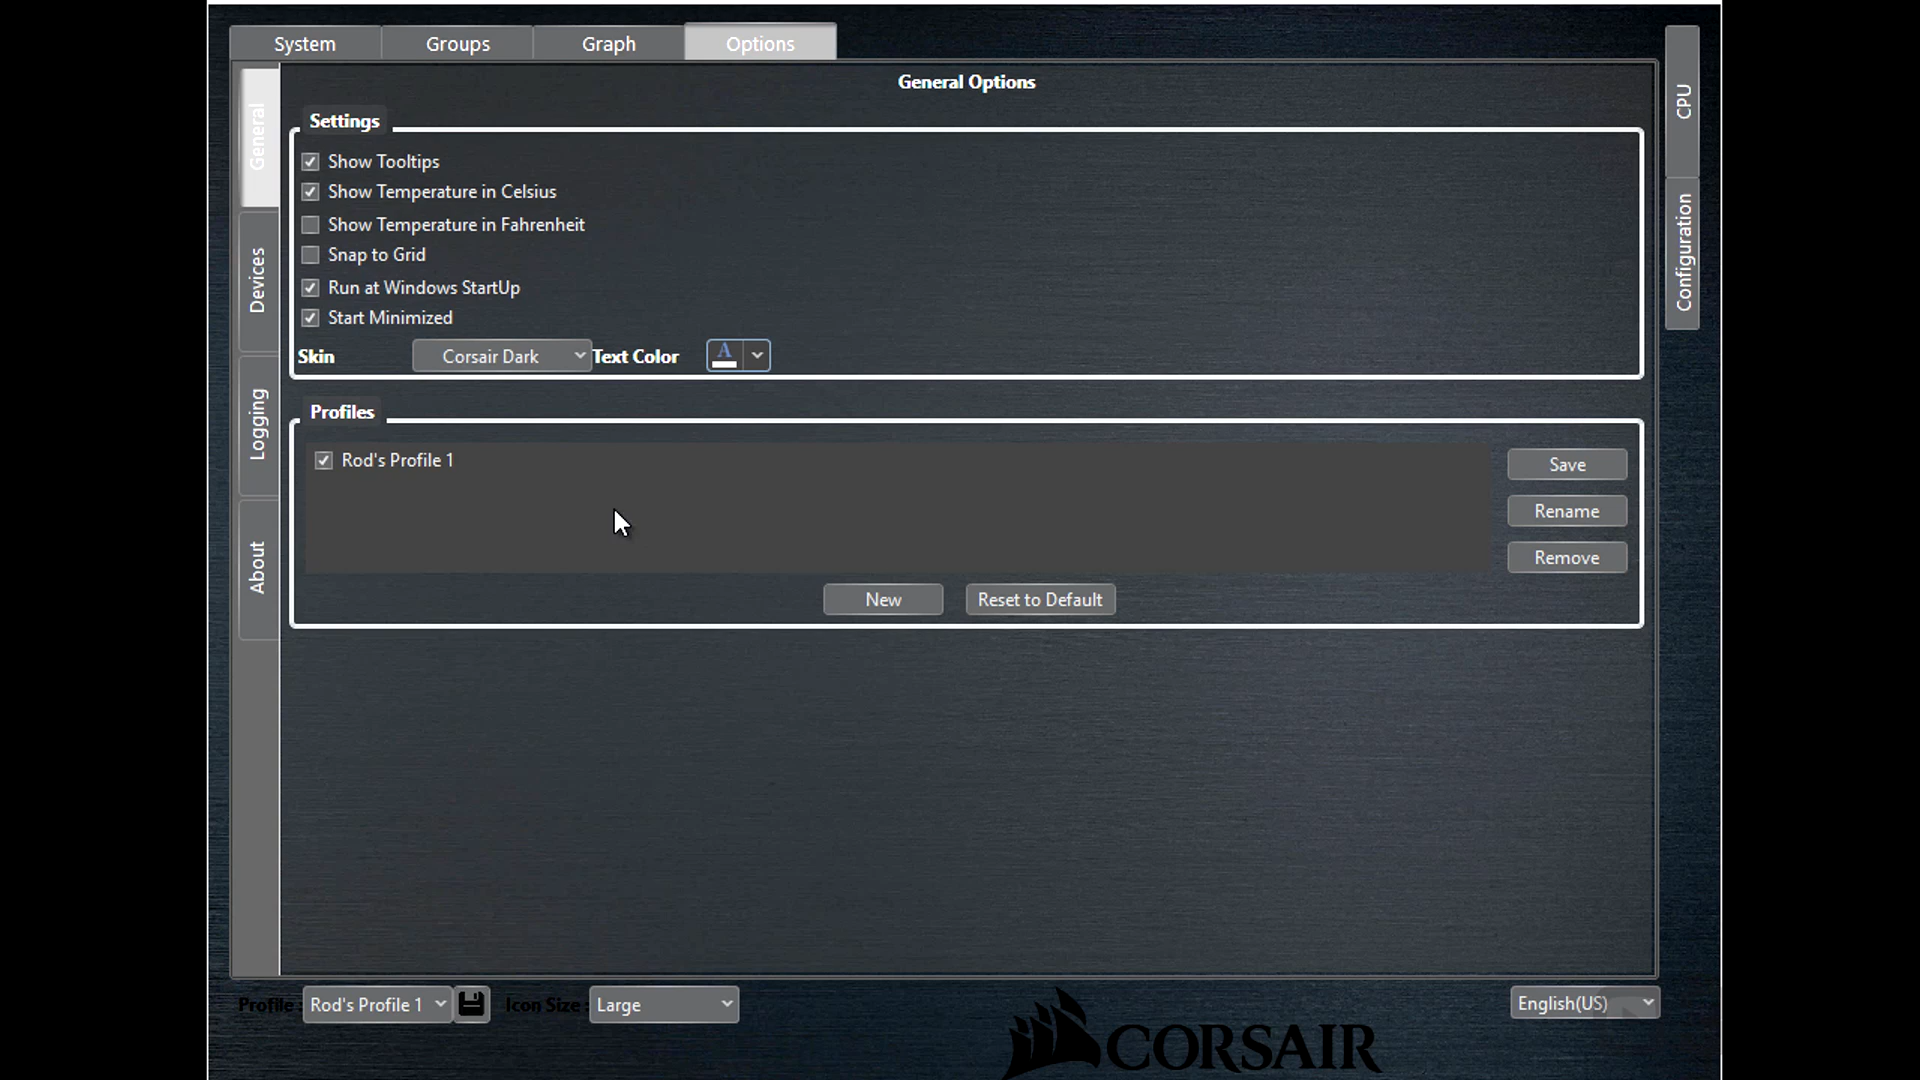 System Groups Graph Options
General Options
General
Devices
Logging
About
CPU
Configuration
Settings
Show Tooltips
Show Temperature in Celsius
Show Temperature in Fahrenheit
Snap to Grid
Run at Windows StartUp
Start Minimized
Skin Corsair Dark Text Color A
Profiles
Rod's Profile 1
Save
Rename
Remove
New Reset to Default
Profile : Rod's Profile 1 Icon Size : Large English(US)
CORSAIR